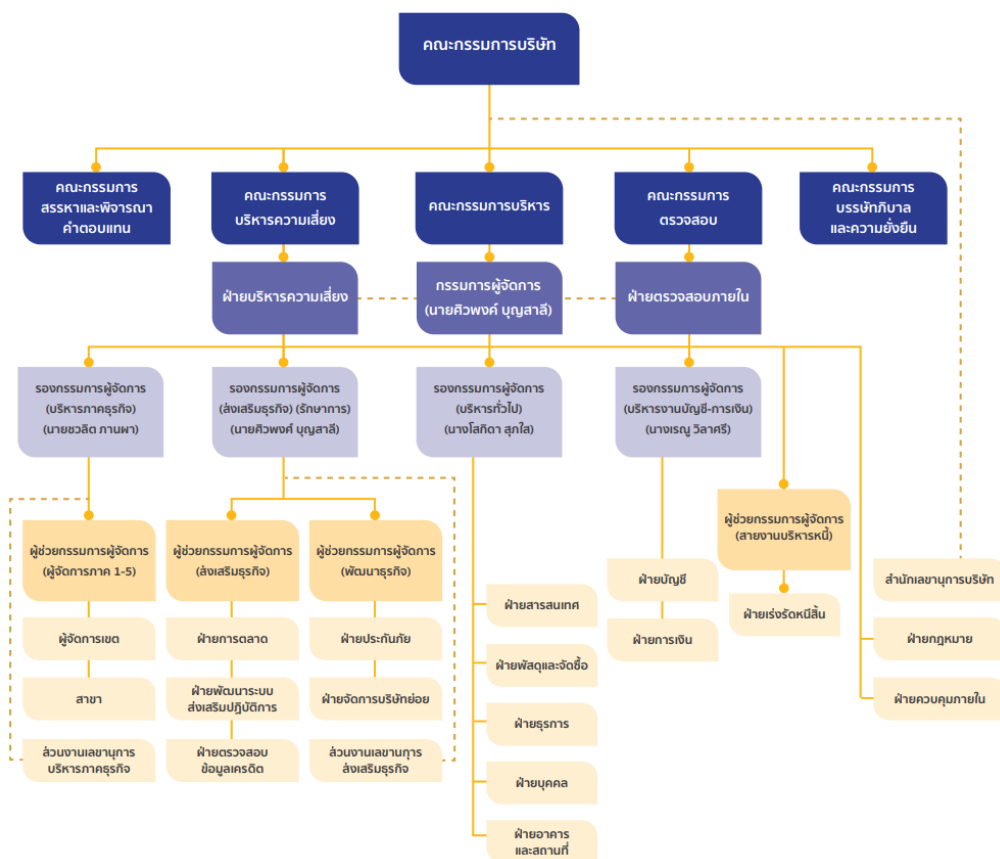 คณะกรรมการบริษัท
คณะกรรมการ
สรรหาและพิจารณา
คำตอบแทน
คณะกรรมการ
บริหารความเสี่ยง
คณะกรรมการบริหาร
คณะกรรมการ
ตรวจสอบ
คณะกรรมการ
บรรษัทภิบาล
และความยั่งยืน
ฝ่ายบริหารความเสี่ยง
กรรมการผู้จัดการ
(นายศิวพงศ์ บุญสาลี)
ฝ่ายตรวจสอบภายใน
รองกรรมการผู้จัดการ
(บริหารภาคธุรกิจ)
(นายชวลิต ภานผา)
รองกรรมการผู้จัดการ
(ส่งเสริมธุรกิจ) (รักษาการ)
(นายศิวพงศ์ บุญสาลี)
รองกรรมการผู้จัดการ
(บริหารทั่วไป)
(นางโสภิดา สุภใส)
รองกรรมการผู้จัดการ
(บริหารงานบัญชี-การเงิน)
(นางเรณู วิลาศรี)
ผู้ช่วยกรรมการผู้จัดการ
(ผู้จัดการภาค 1-5)
ผู้ช่วยกรรมการผู้จัดการ
(ส่งเสริมธุรกิจ)
ผู้ช่วยกรรมการผู้จัดการ
(พัฒนาธุรกิจ)
ผู้ช่วยกรรมการผู้จัดการ
(สายงานบริหารหนี้)
ผู้จัดการเขต
สาขา
ส่วนงานเลขานุการ
บริหารภาคธุรกิจ
ฝ่ายการตลาด
ฝ่ายพัฒนาระบบ
ส่งเสริมปฏิบัติการ
ฝ่ายตรวจสอบ
ข้อมูลเครดิต
ฝ่ายประกันภัย
ฝ่ายจัดการบริษัทย่อย
ส่วนงานเลขานุการ
ส่งเสริมธุรกิจ
ฝ่ายสารสนเทศ
ฝ่ายพัสดุและจัดซื้อ
ฝ่ายธุรการ
ฝ่ายบุคคล
ฝ่ายอาคาร
และสถานที่
ฝ่ายบัญชี
ฝ่ายการเงิน
ฝ่ายเร่งรัดหนีสิ้น
สำนักเลขานุการบริษัท
ฝ่ายกฎหมาย
ฝ่ายควบคุมภายใน